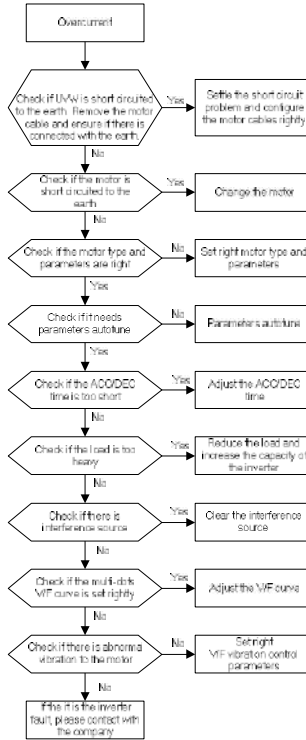 Overcurrent
Check if UVW is short circuited
to the earth. Remove the motor
cable and ensure if there is
connected with the earth.
Yes
Settle the short circuit
problem and configure
the motor cables rightly
No
Check if the motor is
short circuited to the
earth
Yes
Change the motor
No
Check if the motor type and
parameters are right
No
Set right motor type and
parameters
Yes
Check if it needs
parameters autotune
No
Parameters autotune
Yes
Check if the ACC/DEC
time is too short
Yes
Adjust the ACC/DEC
time
No
Check if the load is too
heavy
Yes
Reduce the load and
increase the capacity of
the inverter
No
Check if there is
interference source
Yes
Clear the interference
source
No
Check if the multi-dots
V/F curve is set rightly
Yes
Adjust the V/F curve
No
Check if there is abnormal
vibration to the motor
No
Set right
V/F vibration control
parameters
No
If the it is the inverter
fault, please contact with
the company